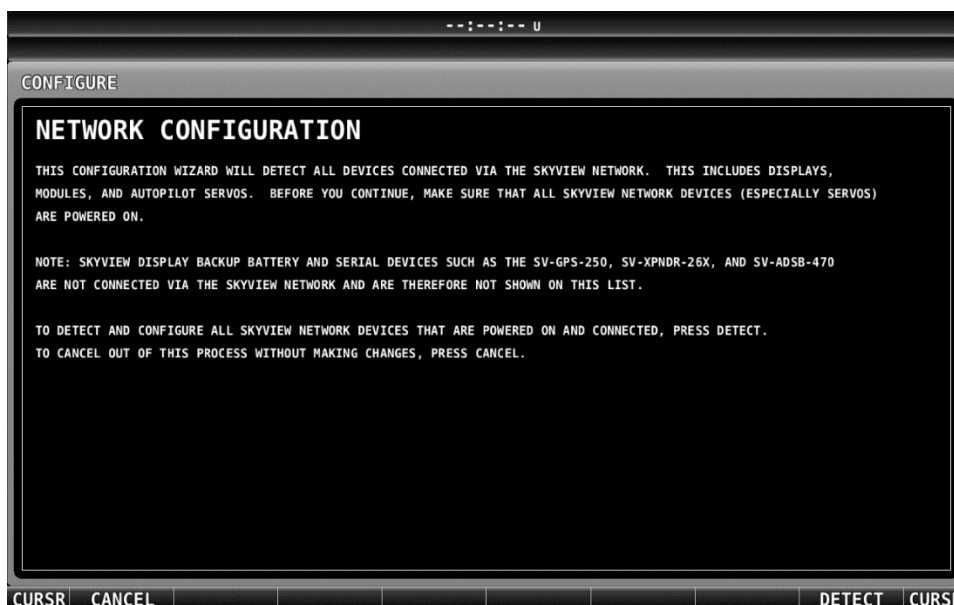 --:--:-- U
CONFIGURE
NETWORK CONFIGURATION
THIS CONFIGURATION WIZARD WILL DETECT ALL DEVICES CONNECTED VIA THE SKYVIEW NETWORK.  THIS INCLUDES DISPLAYS,
MODULES, AND AUTOPILOT SERVOS.  BEFORE YOU CONTINUE, MAKE SURE THAT ALL SKYVIEW NETWORK DEVICES (ESPECIALLY SERVOS)
ARE POWERED ON.
NOTE: SKYVIEW DISPLAY BACKUP BATTERY AND SERIAL DEVICES SUCH AS THE SV-GPS-250, SV-XPNDR-26X, AND SV-ADSB-470
ARE NOT CONNECTED VIA THE SKYVIEW NETWORK AND ARE THEREFORE NOT SHOWN ON THIS LIST.
TO DETECT AND CONFIGURE ALL SKYVIEW NETWORK DEVICES THAT ARE POWERED ON AND CONNECTED, PRESS DETECT.
TO CANCEL OUT OF THIS PROCESS WITHOUT MAKING CHANGES, PRESS CANCEL.
CURSR CANCEL DETECT CURS